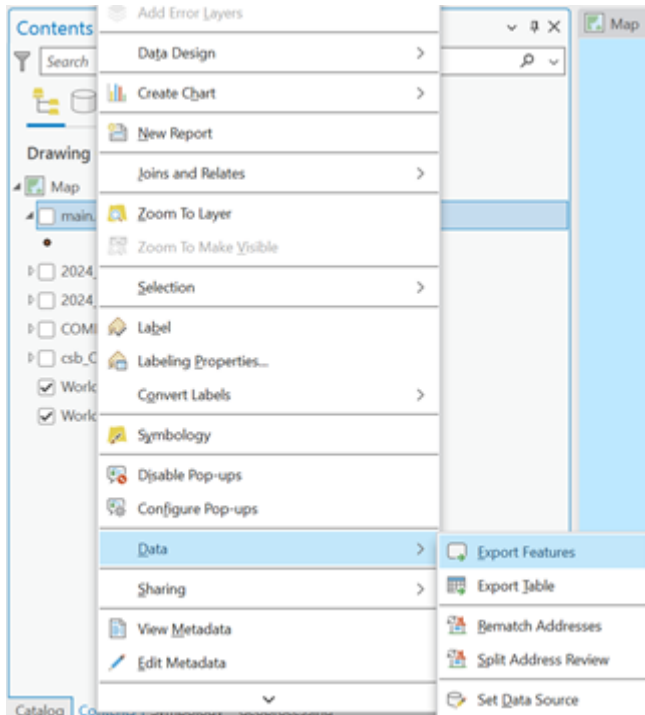 Contents
Map
Search
Drawing
Map
main.
2024_
2024_
COMI
csb_C
World
World
Add Error Layers
Data Design
Create Chart
New Report
Joins and Relates
Zoom To Layer
Zoom To Make Visible
Selection
Label
Labeling Properties...
Convert Labels
Symbology
Disable Pop-ups
Configure Pop-ups
Data
Sharing
View Metadata
Edit Metadata
Export Features
Export Table
Rematch Addresses
Split Address Review
Set Data Source
Catalog